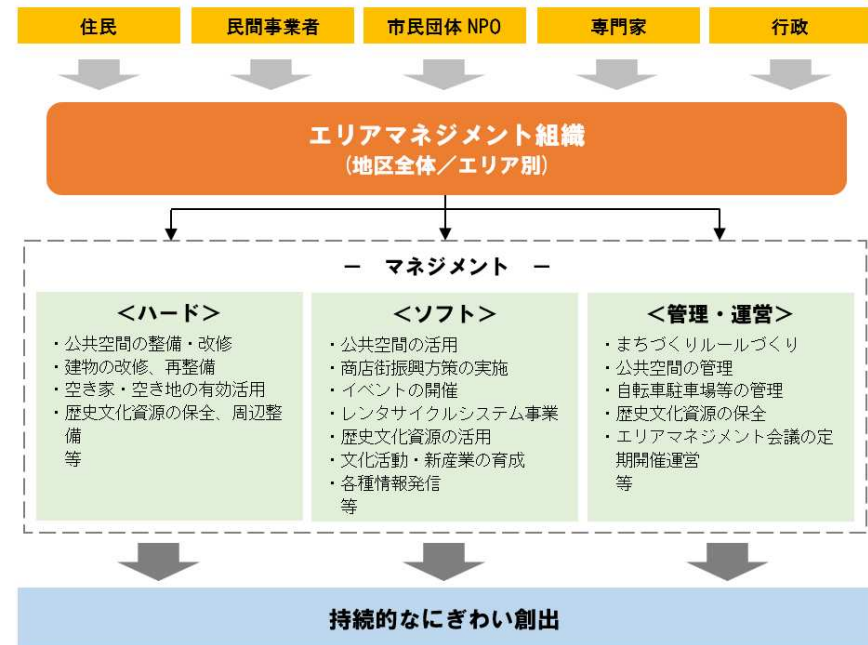 住民
民間事業者
市民団体 NPO
専門家
行政
エリアマネジメント組織
(地区全体／エリア別)
－ マネジメント －
＜ハード＞
・公共空間の整備・改修
・建物の改修、再整備
・空き家・空き地の有効活用
・歴史文化資源の保全、周辺整
備
等
＜ソフト＞
・公共空間の活用
・商店街振興方策の実施
・イベントの開催
・レンタサイクルシステム事業
・歴史文化資源の活用
・文化活動・新産業の育成
・各種情報発信
等
＜管理・運営＞
・まちづくりルールづくり
・公共空間の管理
・自転車駐車場等の管理
・歴史文化資源の保全
・エリアマネジメント会議の定
期開催運営
等
持続的なにぎわい創出